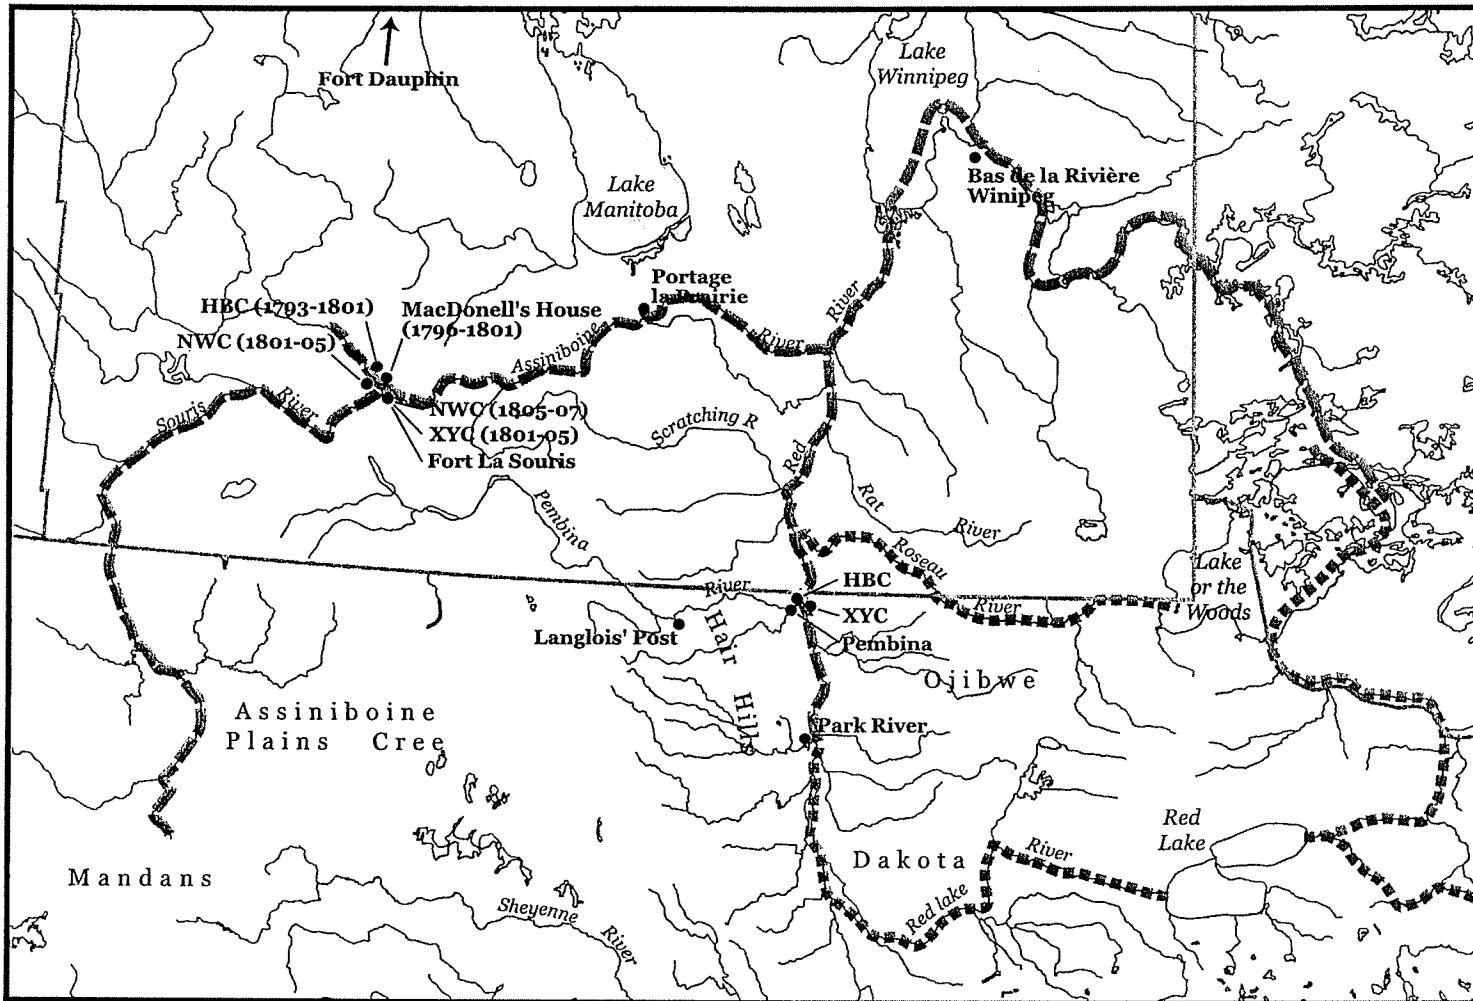 Fort Dauphin
Lake
Winnipeg
Bas de la Rivière
Winipeg
Lake
Manitoba
Portage
la Prairie
HBC (1793-1801)
MacDonell's House
(1796-1801)
NWC (1801-05)
Assiniboine
River
River
Souris
River
NWC (1805-07)
XYC (1801-05)
Fort La Souris
Scratching R
Red
Rat
River
Pembina
River
Roseau
River
Lake
or the
Woods
HBC
XYC
Pembina
Langlois' Post
Hair
Hills
Ojibwe
Assiniboine
Plains Cree
Park River
Red
Lake
Dakota
River
Mandans
Red lake
Sheyenne
River